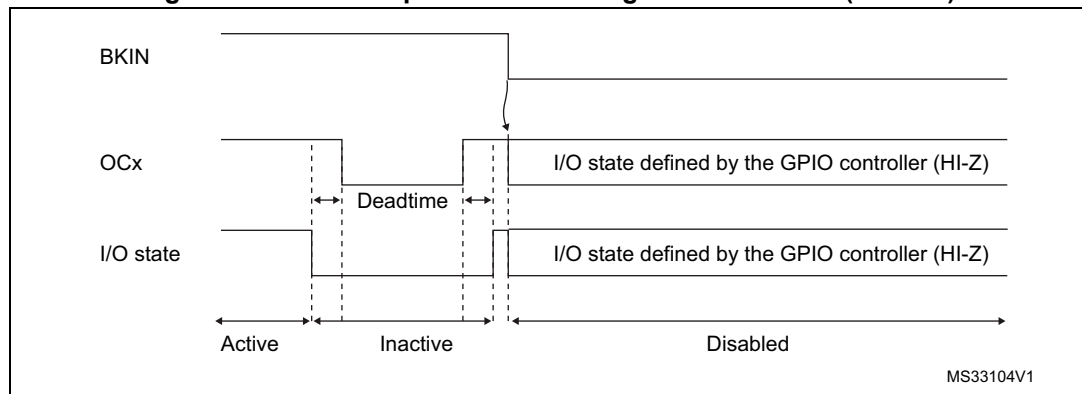 BKIN
OCx
I/O state defined by the GPIO controller (HI-Z)
Deadtime
I/O state
I/O state defined by the GPIO controller (HI-Z)
Active
Inactive
Disabled
MS33104V1